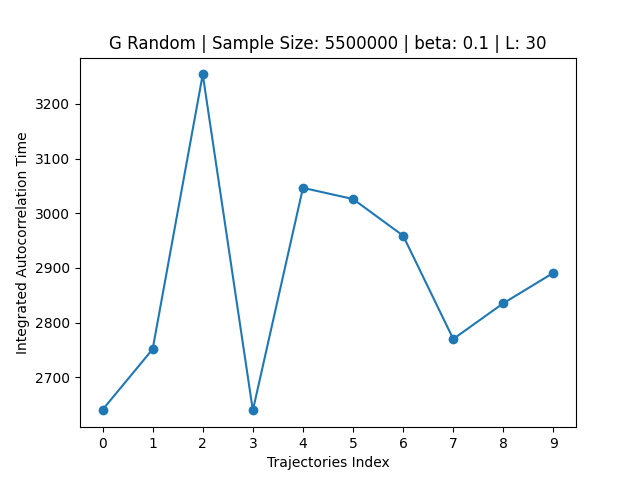 G Random | Sample Size: 5500000 | beta: 0.1 | L: 30
Integrated Autocorrelation Time
3200
3100
3000
2900
2800
2700
0 1 2 3 4 5 6 7 8 9
Trajectories Index